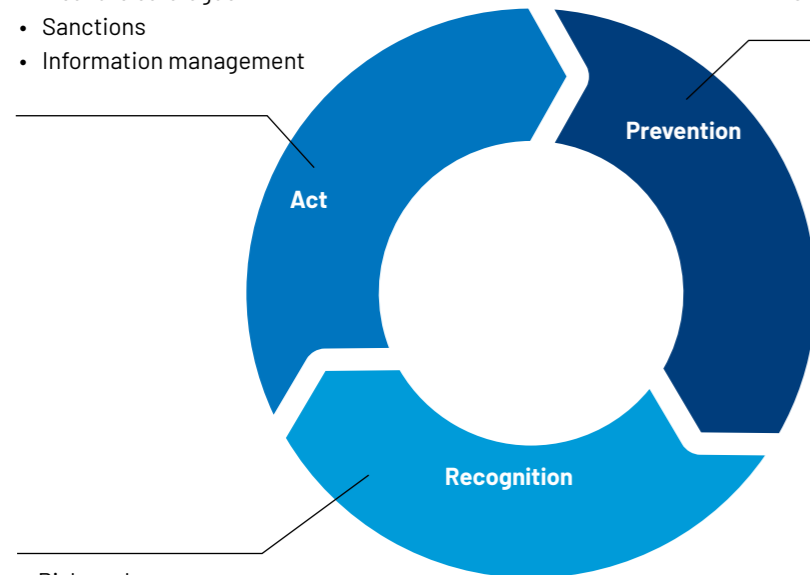 • Sanctions
• Information management
Prevention
Act
Recognition